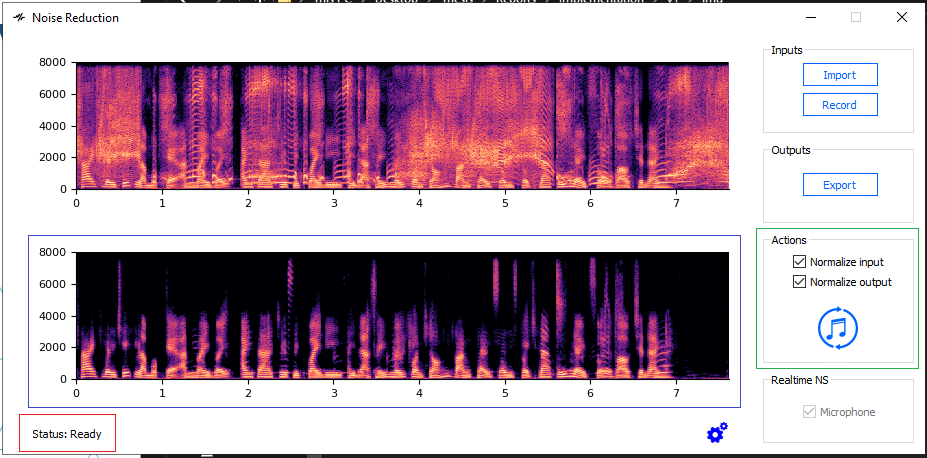 Noise Reduction
8000
6000
4000
2000
0
0 1 2 3 4 5 6 7
8000
6000
4000
2000
0
0 1 2 3 4 5 6 7
Status: Ready
Inputs
Import
Record
Outputs
Export
Actions
Normalize input
Normalize output
Realtime NS
Microphone